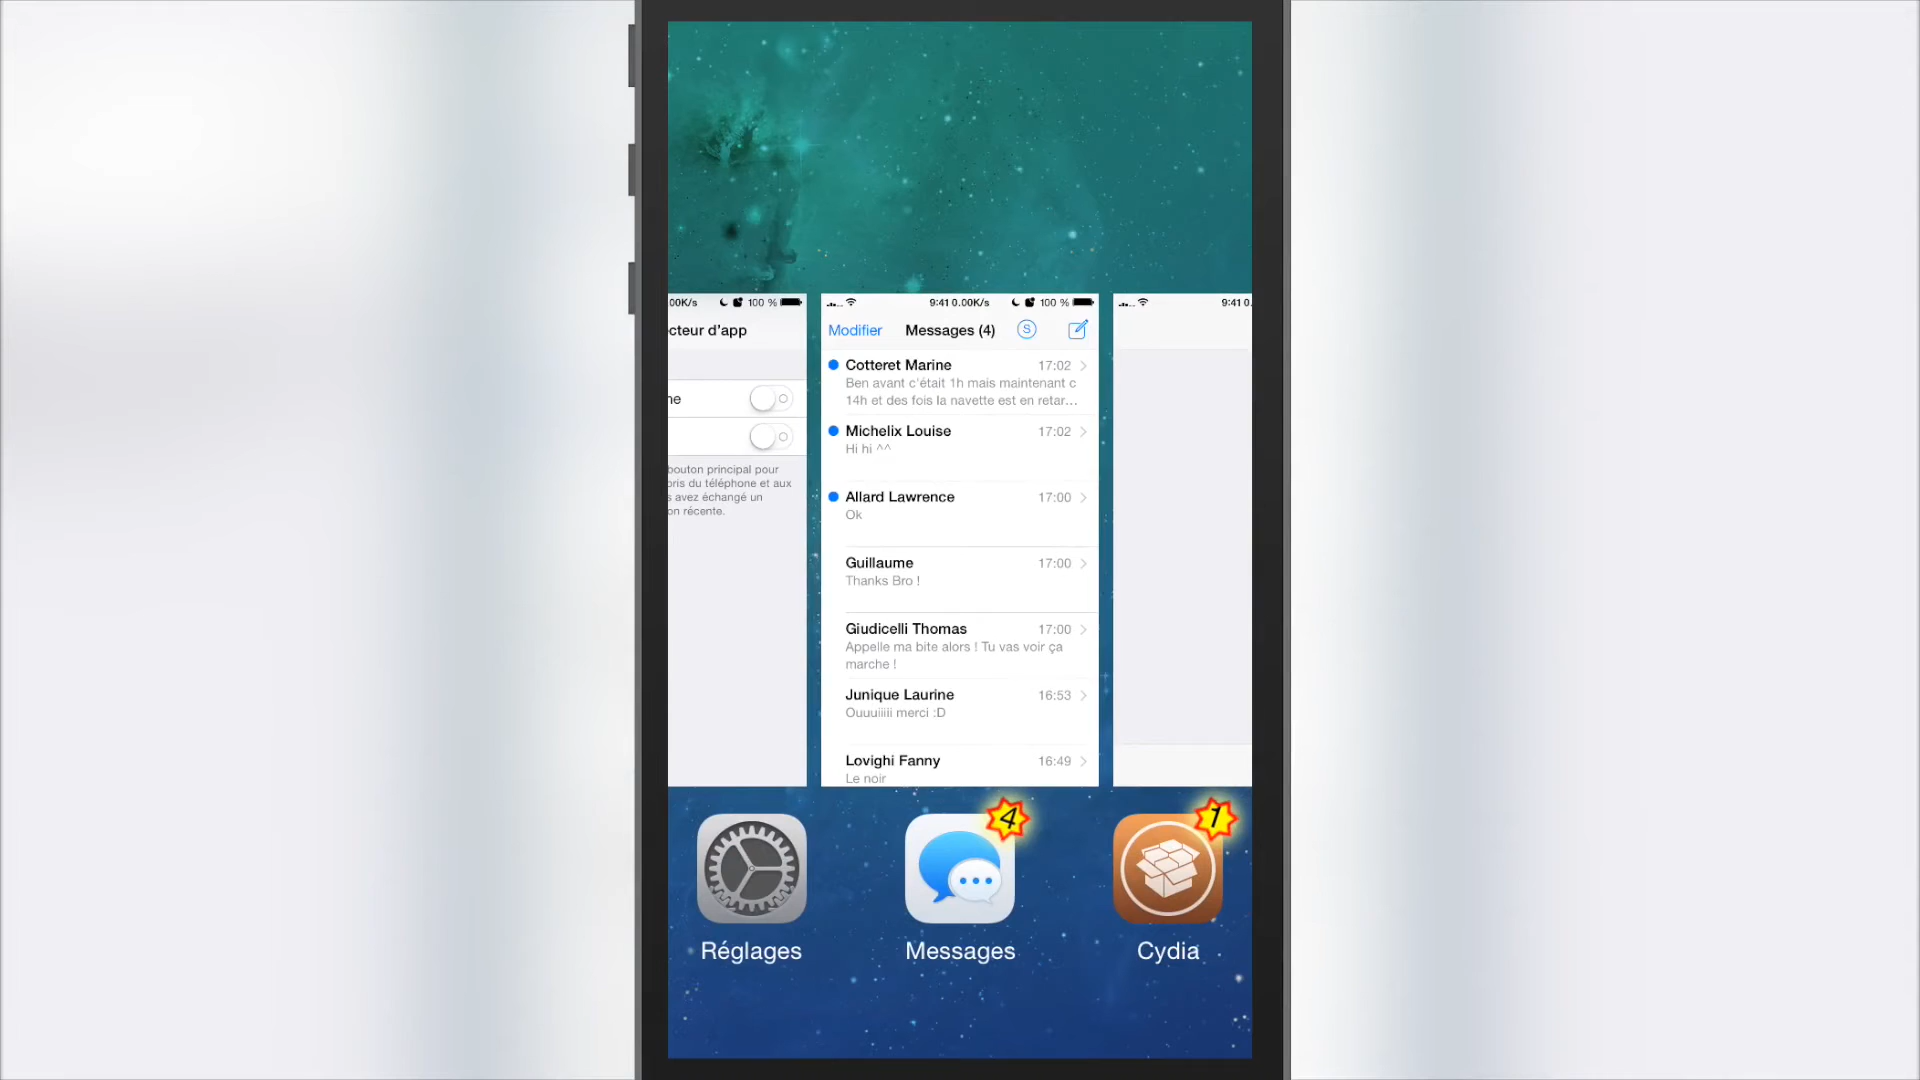 00K/s 100 %
cteur d’app
ne
bouton principal pour
pris du téléphone et aux
s avez échangé un
on récente.
9:41 0.00K/s 100 %
Modifier Messages (4) S
Cotteret Marine 17:02
Ben avant c'était 1h mais maintenant c
14h et des fois la navette est en retar…
Michelix Louise 17:02
Hi hi ^^
Allard Lawrence 17:00
Ok
Guillaume 17:00
Thanks Bro !
Giudicelli Thomas 17:00
Appelle ma bite alors ! Tu vas voir ça
marche !
Junique Laurine 16:53
Ouuuiiiii merci :D
Lovighi Fanny 16:49
Le noir
9:41 0.
4
1
Réglages Messages Cydia